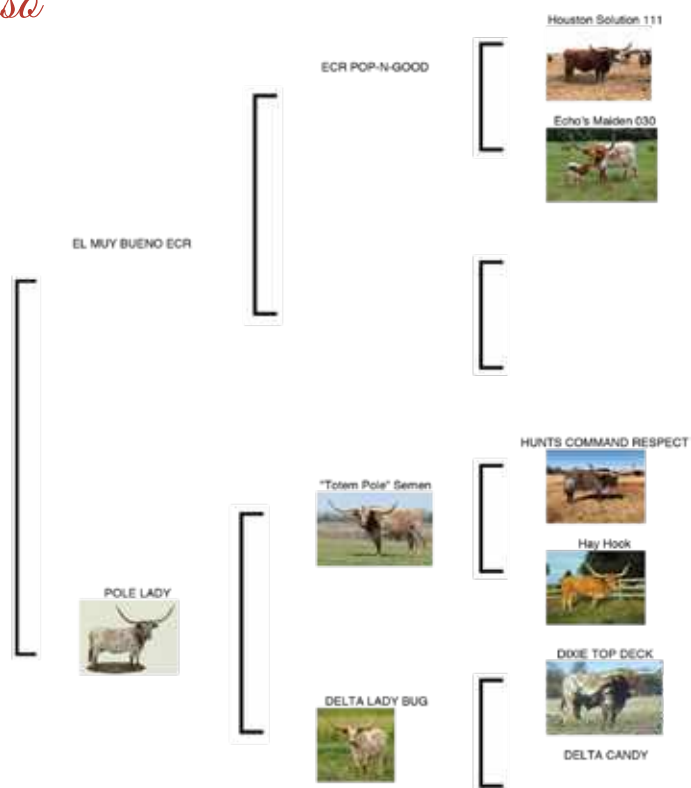 so
Houston Solution 111
ECR POP-N-GOOD
Echo's Maiden 030
EL MUY BUENO ECR
HUNTS COMMAND RESPECT
"Totem Pole" Semen
Hay Hook
POLE LADY
DIXIE TOP DECK
DELTA LADY BUG
DELTA CANDY